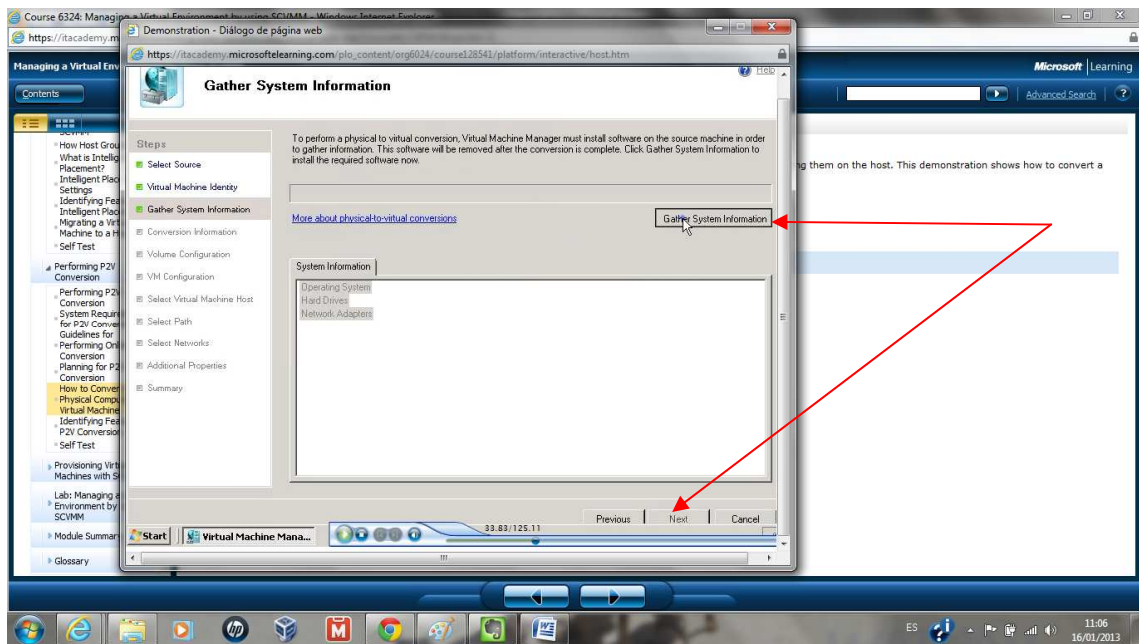 Course 6324: Managing a Virtual Environment by using SCVMM - Windows Internet Explorer
https://itacademy.m
Demonstration - Diálogo de página web
https://itacademy.microsoftelearning.com/plo_content/org6024/course128541/platform/interactive/host.htm
Managing a Virtual Env
Microsoft | Learning
Contents
Advanced Search
?
SCVMM
How Host Grou
What is Intellig
Placement?
Intelligent Plac
Settings
Identifying Fea
Intelligent Plac
Migrating a Virt
Machine to a H
Self Test
Performing P2V
Conversion
Performing P2V
Conversion
System Require
for P2V Conver
Guidelines for
Performing Onl
Conversion
Planning for P2
Conversion
How to Conver
Physical Compu
Virtual Machine
Identifying Fea
P2V Conversion
Self Test
Provisioning Virt
Machines with S
Lab: Managing a
Environment by
SCVMM
Module Summar
Glossary
Gather System Information
Help
Steps
Select Source
Virtual Machine Identity
Gather System Information
Conversion Information
Volume Configuration
VM Configuration
Select Virtual Machine Host
Select Path
Select Networks
Additional Properties
Summary
To perform a physical to virtual conversion, Virtual Machine Manager must install software on the source machine in order
to gather information. This software will be removed after the conversion is complete. Click Gather System Information to
install the required software now.
More about physical-to-virtual conversions
Gather System Information
System Information
Operating System
Hard Drives
Network Adapters
Previous
Next
Cancel
Start
Virtual Machine Mana...
33.83/125.11
ng them on the host. This demonstration shows how to convert a
hp
ES
11:06
16/01/2013